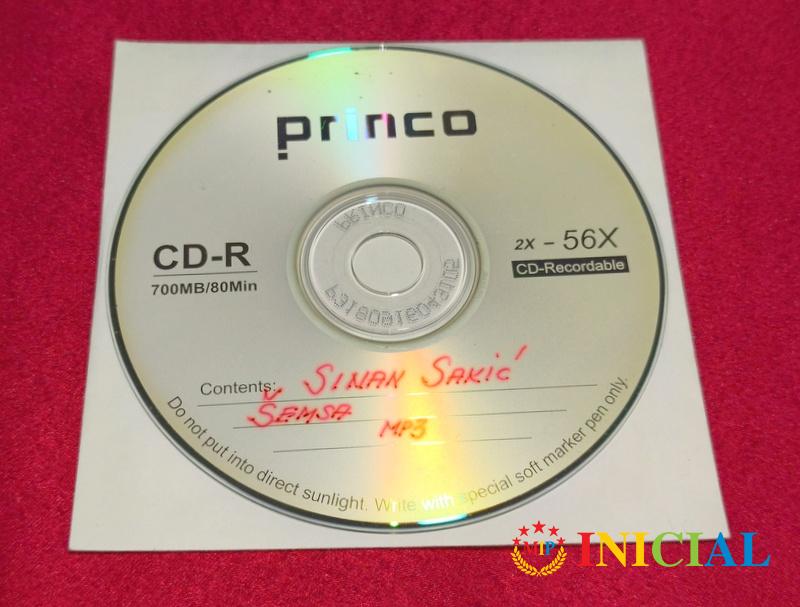 princo
CD-R
700MB/80Min
2X - 56X
CD-Recordable
PRINCO
Contents: SINAN SAKIĆ
ŠEMSA
MP3
Do not put into direct sunlight. Write with special soft marker pen only.
MP INICIAL